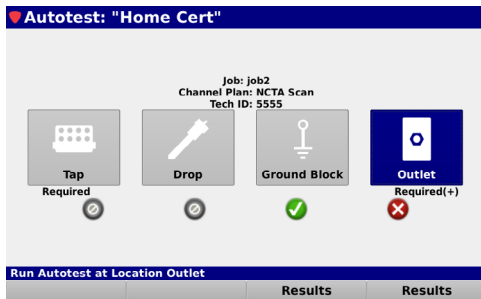 Autotest: "Home Cert"
Job: job2
Channel Plan: NCTA Scan
Tech ID: 5555
Tap
Drop
Ground Block
Outlet
Required
Required(+)
Run Autotest at Location Outlet
Results
Results